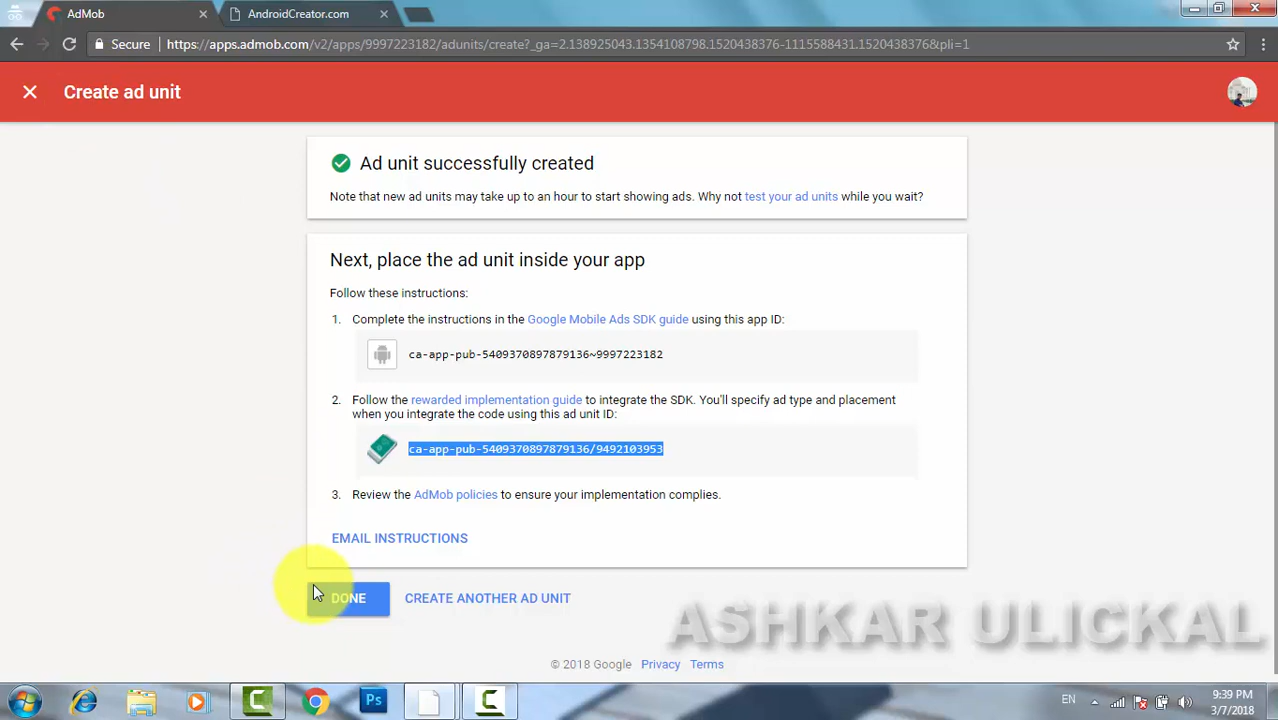 AdMob
AndroidCreator.com
Secure
https://apps.admob.com/v2/apps/9997223182/adunits/create?_ga=2.138925043.1354108798.1520438376-1115588431.1520438376&pli=1
Create ad unit
Ad unit successfully created
Note that new ad units may take up to an hour to start showing ads. Why not test your ad units while you wait?
Next, place the ad unit inside your app
Follow these instructions:
1. Complete the instructions in the Google Mobile Ads SDK guide using this app ID:
ca-app-pub-5409370897879136~9997223182
2. Follow the rewarded implementation guide to integrate the SDK. You'll specify ad type and placement
when you integrate the code using this ad unit ID:
ca-app-pub-5409370897879136/9492103953
3. Review the AdMob policies to ensure your implementation complies.
EMAIL INSTRUCTIONS
DONE
CREATE ANOTHER AD UNIT
ASHKAR ULICKAL
© 2018 Google Privacy Terms
Ps
EN
9:39 PM
3/7/2018